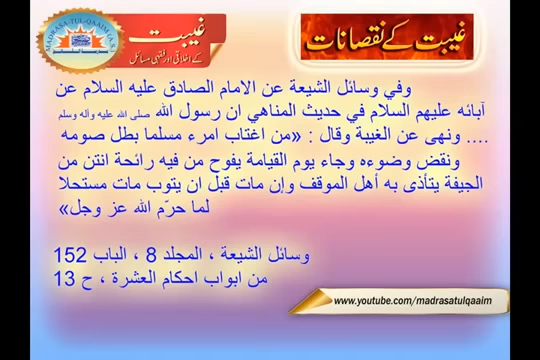 MADRASA-TUL-QAAIM (A.S)
غیبت
کے اخلاقی اور فقہی مسائل
غیبت کے نقصانات
وفي وسائل الشيعة عن الامام الصادق عليه السلام عن
آبائه عليهم السلام في حديث المناهي ان رسول الله صلى الله عليه وآله وسلم
.... ونهى عن الغيبة وقال : «من اغتاب امرء مسلما بطل صومه
ونقض وضوءه وجاء يوم القيامة يفوح من فيه رائحة انتن من
الجيفة يتأذى به أهل الموقف وإن مات قبل ان يتوب مات مستحلا
لما حرّم الله عز وجل»
وسائل الشيعة ، المجلد 8 ، الباب 152
من ابواب احكام العشرة ، ح 13
www.youtube.com/madrasatulqaaim